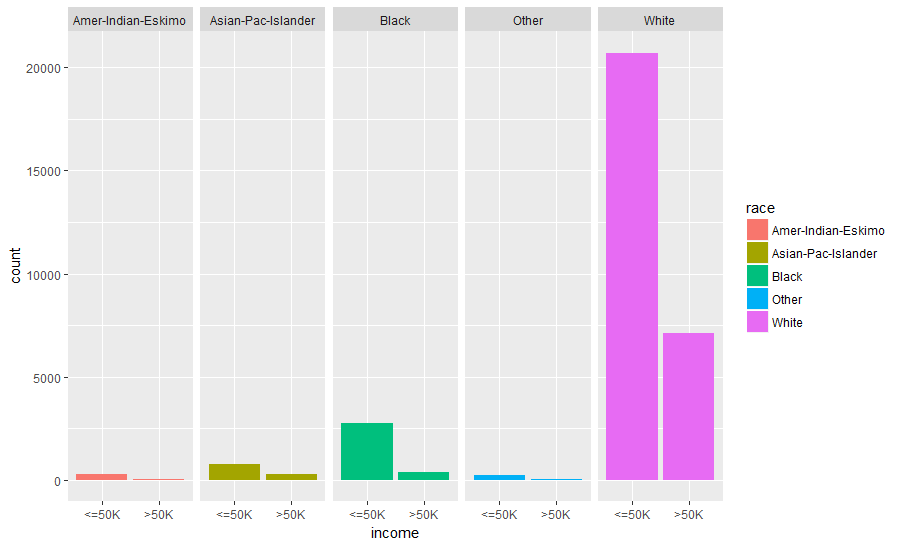 Amer-Indian-Eskimo Asian-Pac-Islander Black Other White
20000
15000
10000
5000
0
count
<=50K >50K <=50K >50K <=50K >50K <=50K >50K <=50K >50K
income
race
Amer-Indian-Eskimo
Asian-Pac-Islander
Black
Other
White